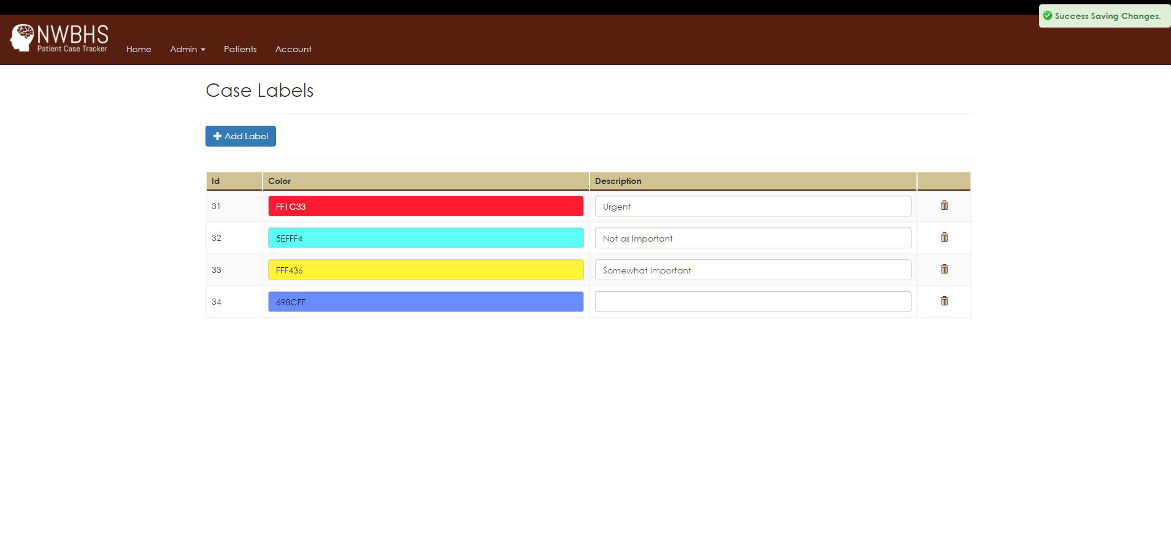 Success Saving Changes.
NWBHS
Patient Case Tracker
Home Admin Patients Account
Case Labels
Add Label
Id Color Description
31 FF1C33 Urgent
32 5EFFF4 Not as Important
33 FFF436 Somewhat Important
34 698CFF